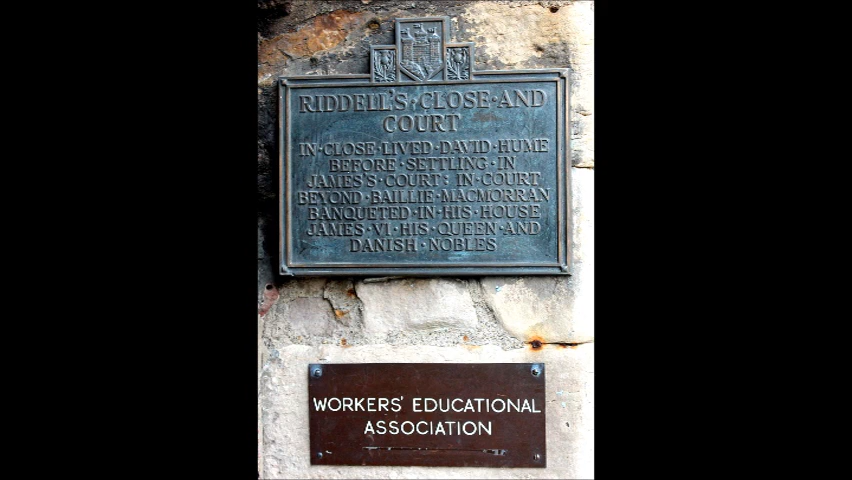 RIDDELL'S·CLOSE·AND
COURT
IN·CLOSE·LIVED·DAVID·HUME
BEFORE·SETTLING·IN
JAMES'S·COURT: IN·COURT
BEYOND·BAILLIE·MACMORRAN
BANQUETED·IN·HIS·HOUSE
JAMES·VI·HIS·QUEEN·AND
DANISH·NOBLES
WORKERS' EDUCATIONAL
ASSOCIATION